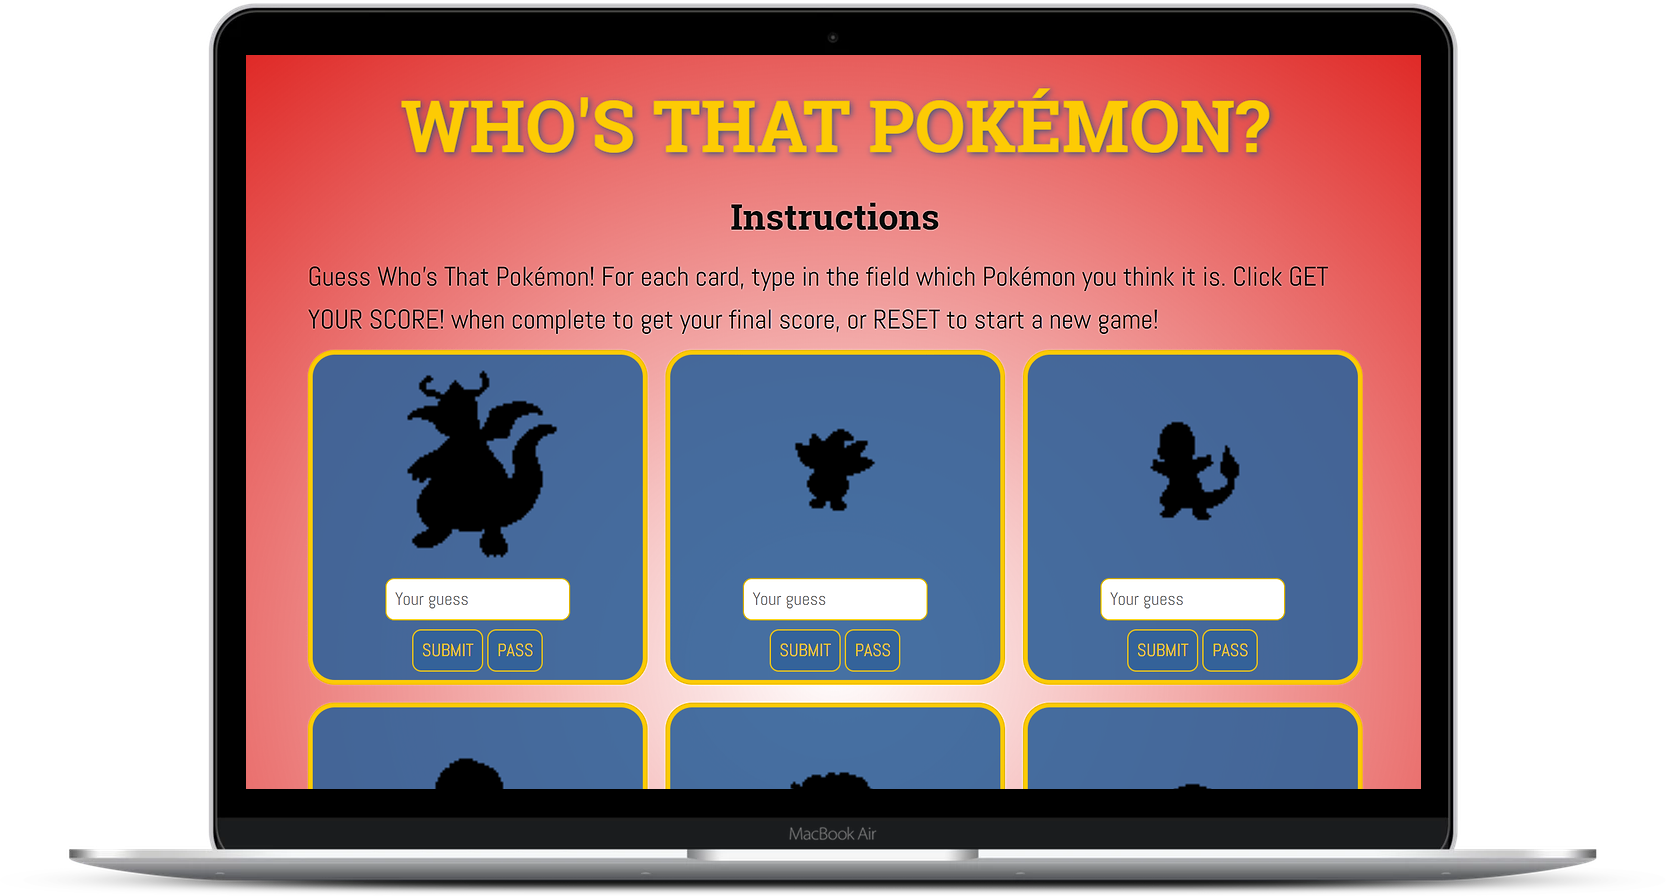 WHO'S THAT POKÉMON?
Instructions
Guess Who's That Pokémon! For each card, type in the field which Pokémon you think it is. Click GET
YOUR SCORE! when complete to get your final score, or RESET to start a new game!
Your guess Your guess Your guess
SUBMIT PASS SUBMIT PASS SUBMIT PASS
MacBook Air